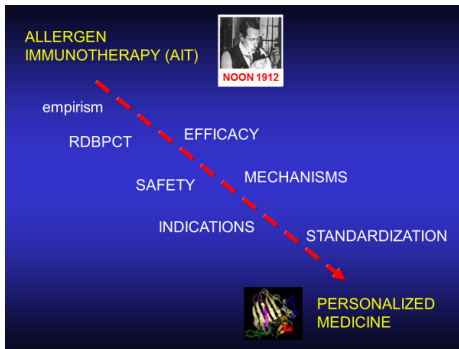 ALLERGEN
IMMUNOTHERAPY (AIT)
NOON 1912
empirism
EFFICACY
RDBPCT
MECHANISMS
SAFETY
INDICATIONS
STANDARDIZATION
PERSONALIZED
MEDICINE